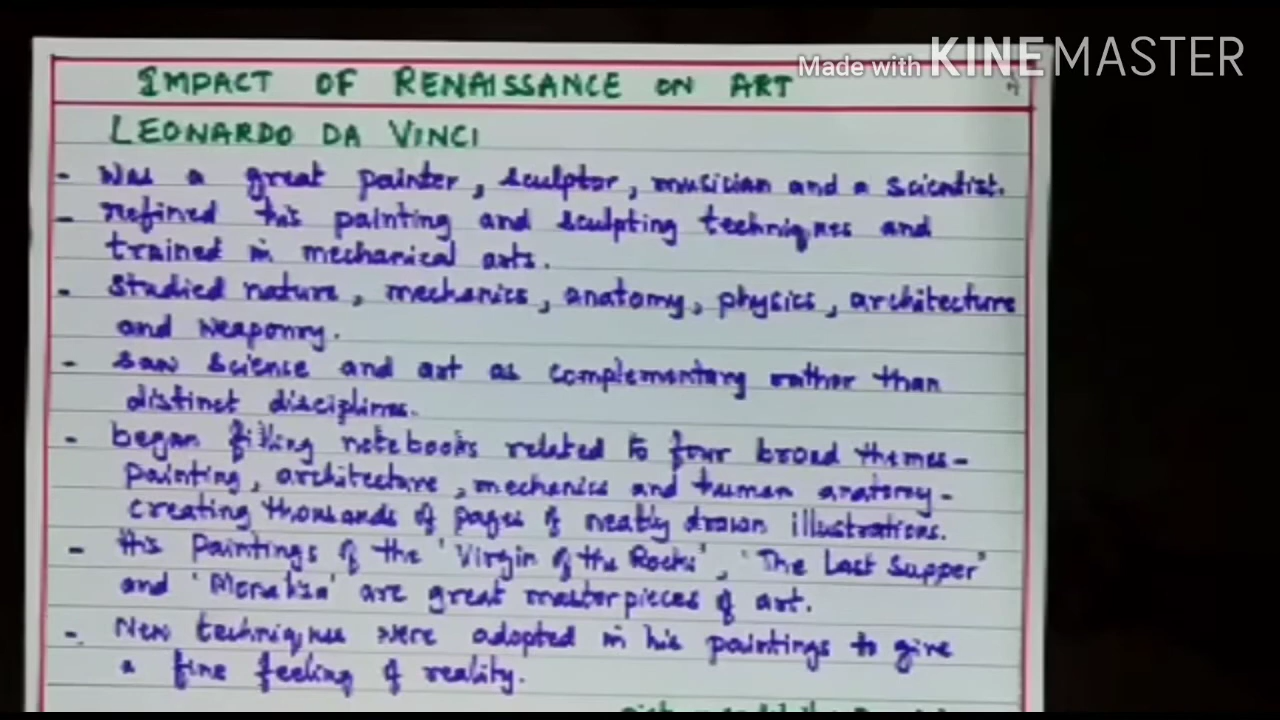 Made with KINEMASTER
IMPACT OF RENAISSANCE ON ART
LEONARDO DA VINCI
- Was a great painter, sculptor, musician and a scientist.
- refined his painting and sculpting techniques and
trained in mechanical arts.
- studied nature, mechanics, anatomy, physics, architecture
and weaponry.
- saw science and art as complementary rather than
distinct disciplines.
- began filling notebooks related to four broad themes-
painting, architecture, mechanics and human anatomy-
creating thousands of pages of neatly drawn illustrations.
- His paintings of the 'Virgin of the Rocks', 'The Last Supper'
and 'Monalisa' are great masterpieces of art.
- New techniques were adopted in his paintings to give
a fine feeling of reality.